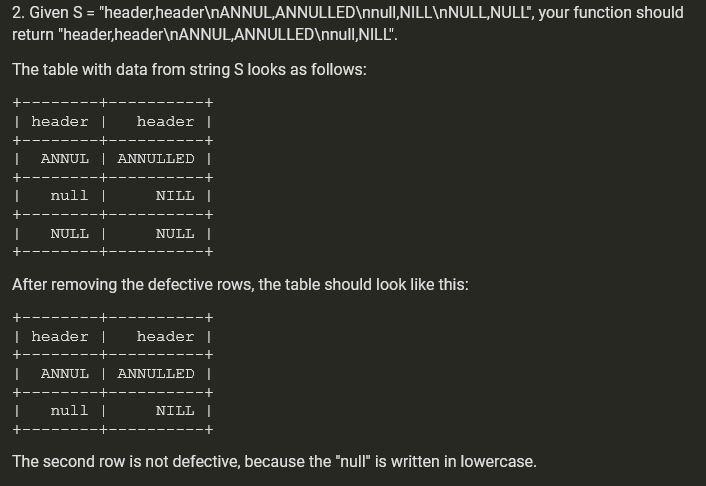 2. Given S = "header,header\nANNUL,ANNULLED\nnull,NILL\nNULL,NULL", your function should
return "header,header\nANNUL,ANNULLED\nnull,NILL".
The table with data from string S looks as follows:
+--------+----------+
| header |   header |
+--------+----------+
|  ANNUL | ANNULLED |
+--------+----------+
|   null |     NILL |
+--------+----------+
|   NULL |     NULL |
+--------+----------+
After removing the defective rows, the table should look like this:
+--------+----------+
| header |   header |
+--------+----------+
|  ANNUL | ANNULLED |
+--------+----------+
|   null |     NILL |
+--------+----------+
The second row is not defective, because the "null" is written in lowercase.